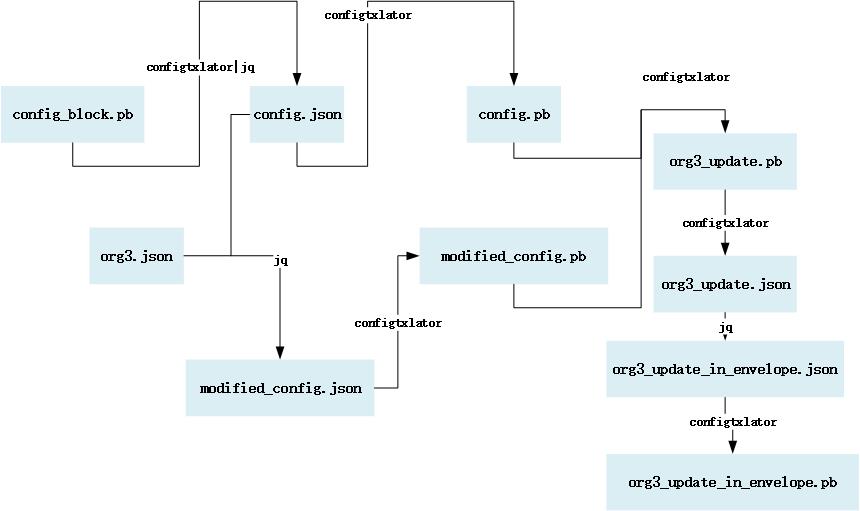 configtxlator
configtxlator|jq
configtxlator
config_block.pb
config.json
config.pb
org3_update.pb
configtxlator
org3.json
jq
modified_config.pb
org3_update.json
configtxlator
jq
org3_update_in_envelope.json
modified_config.json
configtxlator
org3_update_in_envelope.pb